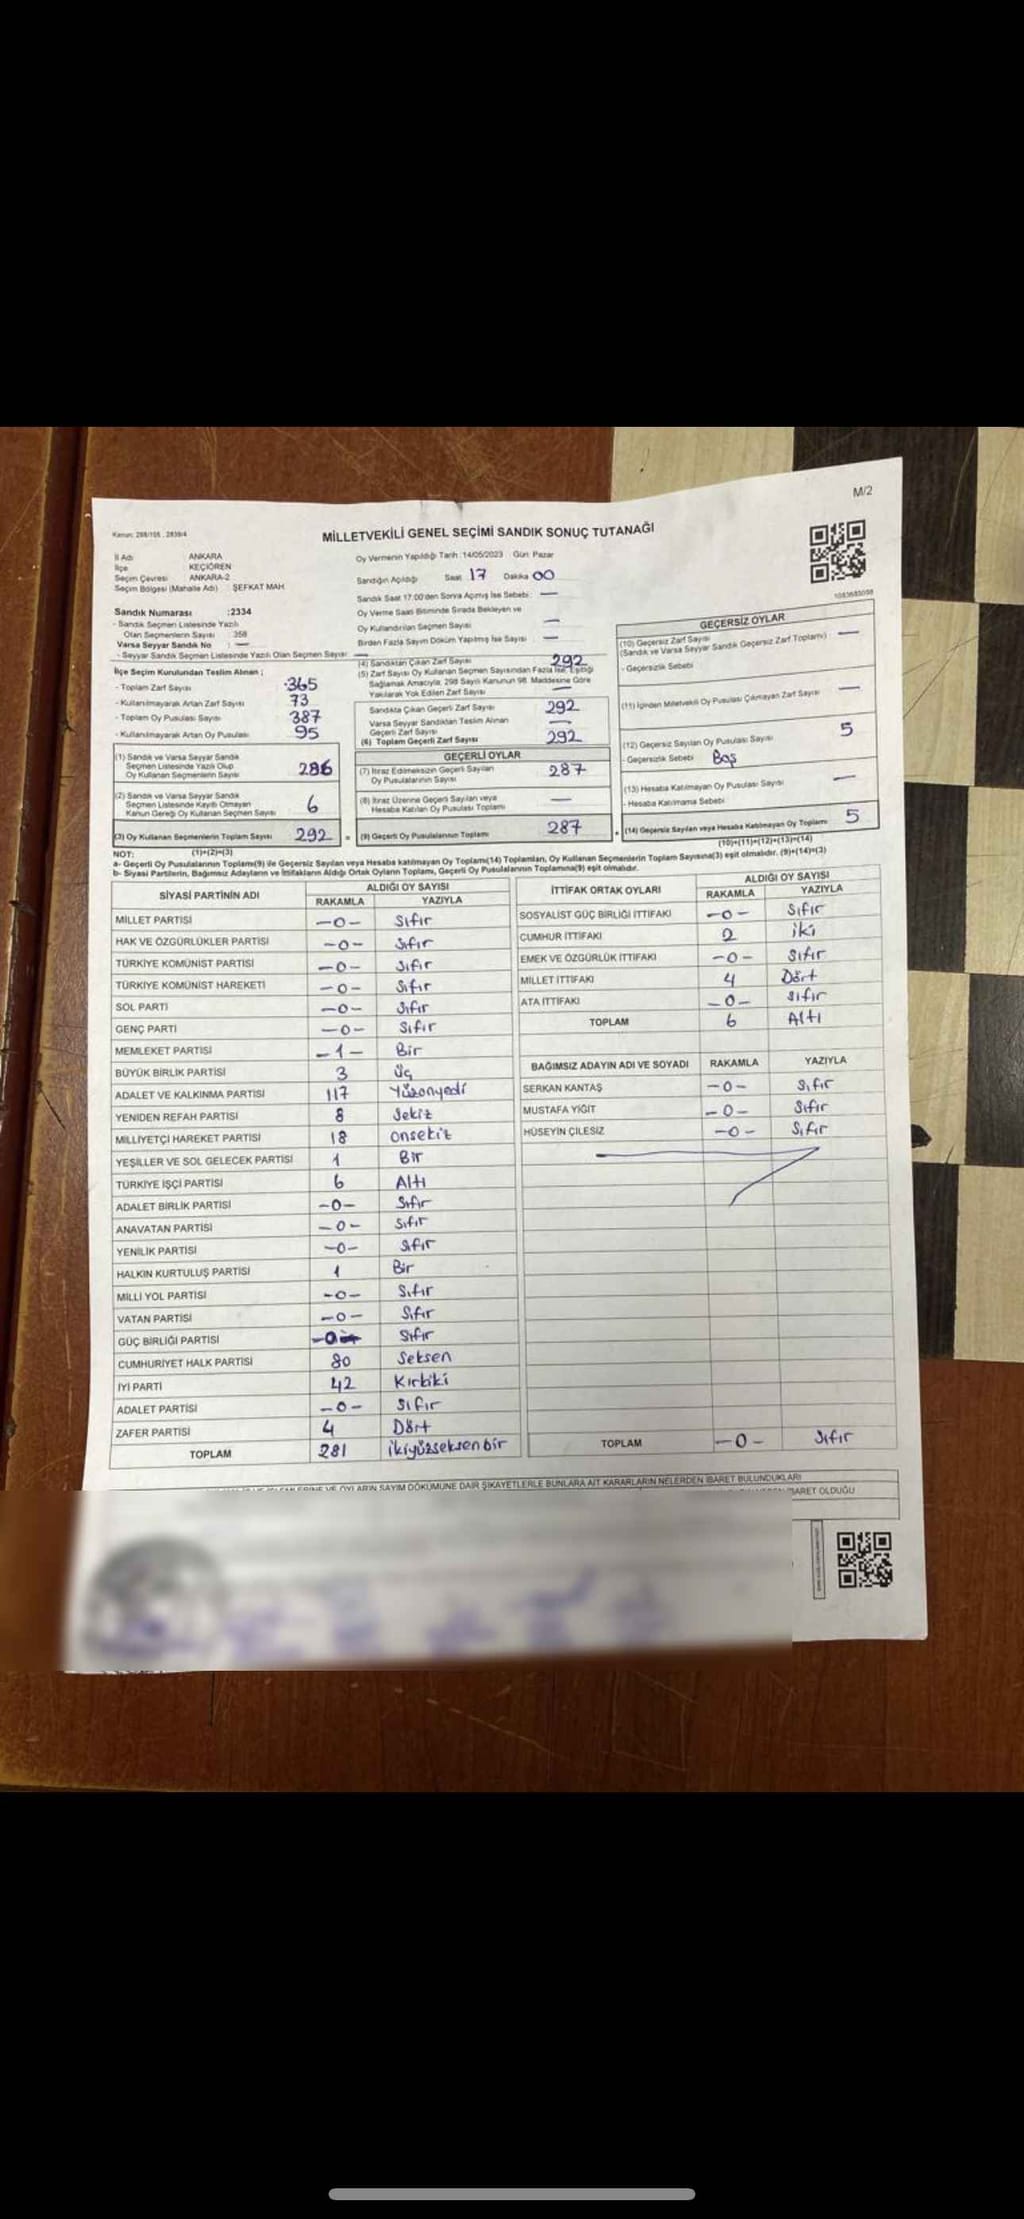 M/2
Kanun: 298/105 , 2839/4
MİLLETVEKİLİ GENEL SEÇİMİ SANDIK SONUÇ TUTANAĞI
İl Adı : ANKARA
İlçe : KEÇİÖREN
Seçim Çevresi : ANKARA-2
Seçim Bölgesi (Mahalle Adı) : ŞEFKAT MAH
Oy Vermenin Yapıldığı Tarih :14/05/2023 Gün: Pazar
Sandığın Açıldığı Saat 17 Dakika 00
Sandık Saat 17:00'den Sonra Açılmış İse Sebebi : —
Oy Verme Saati Bitiminde Sırada Bekleyen ve
Oy Kullandırılan Seçmen Sayısı —
Birden Fazla Sayım Döküm Yapılmış İse Sayısı —
Sandık Numarası :2334
- Sandık Seçmen Listesinde Yazılı
Olan Seçmenlerin Sayısı : 358
Varsa Seyyar Sandık No : —
- Seyyar Sandık Seçmen Listesinde Yazılı Olan Seçmen Sayısı —
İlçe Seçim Kurulundan Teslim Alınan ;
- Toplam Zarf Sayısı 365
- Kullanılmayarak Artan Zarf Sayısı 73
- Toplam Oy Pusulası Sayısı 387
- Kullanılmayarak Artan Oy Pusulası 95
(1) Sandık ve Varsa Seyyar Sandık
Seçmen Listesinde Yazılı Olup
Oy Kullanan Seçmenlerin Sayısı 286
(2) Sandık ve Varsa Seyyar Sandık
Seçmen Listesinde Kayıtlı Olmayan
Kanun Gereği Oy Kullanan Seçmen Sayısı 6
(3) Oy Kullanan Seçmenlerin Toplam Sayısı 292
(1)+(2)=(3)
(4) Sandıktan Çıkan Zarf Sayısı 292
(5) Zarf Sayısı Oy Kullanan Seçmen Sayısından Fazla İse, Eşitliği
Sağlamak Amacıyla, 298 Sayılı Kanunun 98. Maddesine Göre
Yakılarak Yok Edilen Zarf Sayısı —
Sandıkta Çıkan Geçerli Zarf Sayısı 292
Varsa Seyyar Sandıktan Teslim Alınan
Geçerli Zarf Sayısı —
(6) Toplam Geçerli Zarf Sayısı 292
GEÇERLİ OYLAR
(7) İtiraz Edilmeksizin Geçerli Sayılan
Oy Pusulalarının Sayısı 287
(8) İtiraz Üzerine Geçerli Sayılan veya
Hesaba Katılan Oy Pusulası Toplamı —
= (9) Geçerli Oy Pusulalarının Toplamı 287
1083683098
GEÇERSİZ OYLAR
(10) Geçersiz Zarf Sayısı
(Sandık ve Varsa Seyyar Sandık Geçersiz Zarf Toplamı) —
- Geçersizlik Sebebi
(11) İçinden Milletvekili Oy Pusulası Çıkmayan Zarf Sayısı —
(12) Geçersiz Sayılan Oy Pusulası Sayısı 5
- Geçersizlik Sebebi Boş
(13) Hesaba Katılmayan Oy Pusulası Sayısı —
- Hesaba Katılmama Sebebi
+ (14) Geçersiz Sayılan veya Hesaba Katılmayan Oy Toplamı 5
(10)+(11)+(12)+(13)=(14)
NOT:
a- Geçerli Oy Pusulalarının Toplamı(9) ile Geçersiz Sayılan veya Hesaba katılmayan Oy Toplamı(14) Toplamları, Oy Kullanan Seçmenlerin Toplam Sayısına(3) eşit olmalıdır. (9)+(14)=(3)
b- Siyasi Partilerin, Bağımsız Adayların ve İttifakların Aldığı Ortak Oyların Toplamı, Geçerli Oy Pusulalarının Toplamına(9) eşit olmalıdır.
SİYASİ PARTİNİN ADI ALDIĞI OY SAYISI
RAKAMLA YAZIYLA
MİLLET PARTİSİ -0- Sıfır
HAK VE ÖZGÜRLÜKLER PARTİSİ -0- Sıfır
TÜRKİYE KOMÜNİST PARTİSİ -0- Sıfır
TÜRKİYE KOMÜNİST HAREKETİ -0- Sıfır
SOL PARTİ -0- Sıfır
GENÇ PARTİ -0- Sıfır
MEMLEKET PARTİSİ -1- Bir
BÜYÜK BİRLİK PARTİSİ 3 Üç
ADALET VE KALKINMA PARTİSİ 117 Yüzonyedi
YENİDEN REFAH PARTİSİ 8 Sekiz
MİLLİYETÇİ HAREKET PARTİSİ 18 onsekiz
YEŞİLLER VE SOL GELECEK PARTİSİ 1 Bir
TÜRKİYE İŞÇİ PARTİSİ 6 Altı
ADALET BİRLİK PARTİSİ -0- Sıfır
ANAVATAN PARTİSİ -0- Sıfır
YENİLİK PARTİSİ -0- Sıfır
HALKIN KURTULUŞ PARTİSİ 1 Bir
MİLLİ YOL PARTİSİ -0- Sıfır
VATAN PARTİSİ -0- Sıfır
GÜÇ BİRLİĞİ PARTİSİ -0- Sıfır
CUMHURİYET HALK PARTİSİ 80 Seksen
İYİ PARTİ 42 Kırkiki
ADALET PARTİSİ -0- Sıfır
ZAFER PARTİSİ 4 Dört
TOPLAM 281 ikiyüzseksenbir
İTTİFAK ORTAK OYLARI ALDIĞI OY SAYISI
RAKAMLA YAZIYLA
SOSYALİST GÜÇ BİRLİĞİ İTTİFAKI -0- Sıfır
CUMHUR İTTİFAKI 2 iki
EMEK VE ÖZGÜRLÜK İTTİFAKI -0- Sıfır
MİLLET İTTİFAKI 4 Dört
ATA İTTİFAKI -0- Sıfır
TOPLAM 6 Altı
BAĞIMSIZ ADAYIN ADI VE SOYADI RAKAMLA YAZIYLA
SERKAN KANTAŞ -0- Sıfır
MUSTAFA YİĞİT -0- Sıfır
HÜSEYİN ÇİLESİZ -0- Sıfır
TOPLAM -0- Sıfır
OYLARIN SAYIM DÖKÜMÜNE DAİR ŞİKAYETLERLE BUNLARA AİT KARARLARIN NELERDEN İBARET BULUNDUKLARI
İBARET OLDUĞU